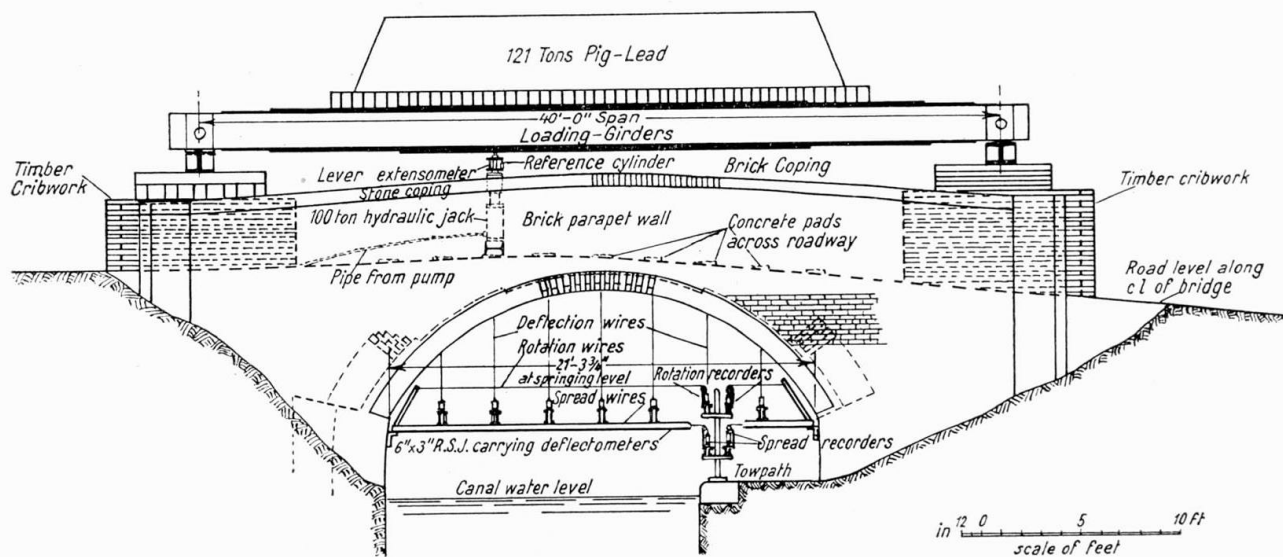 121 Tons Pig-Lead
40'-0" Span
Loading-Girders
Timber
Cribwork
Lever extensometer
Reference cylinder
Brick Coping
Stone coping
Timber cribwork
100 ton hydraulic jack
Brick parapet wall
Concrete pads
across roadway
Pipe from pump
Road level along
cl of bridge
Deflection wires
Rotation wires
21'-3¾"
at springing level
Rotation recorders
Spread wires
6"x3" R.S.J. carrying deflectometers
Spread recorders
Towpath
Canal water level
in 12 0 5 10 ft
scale of feet